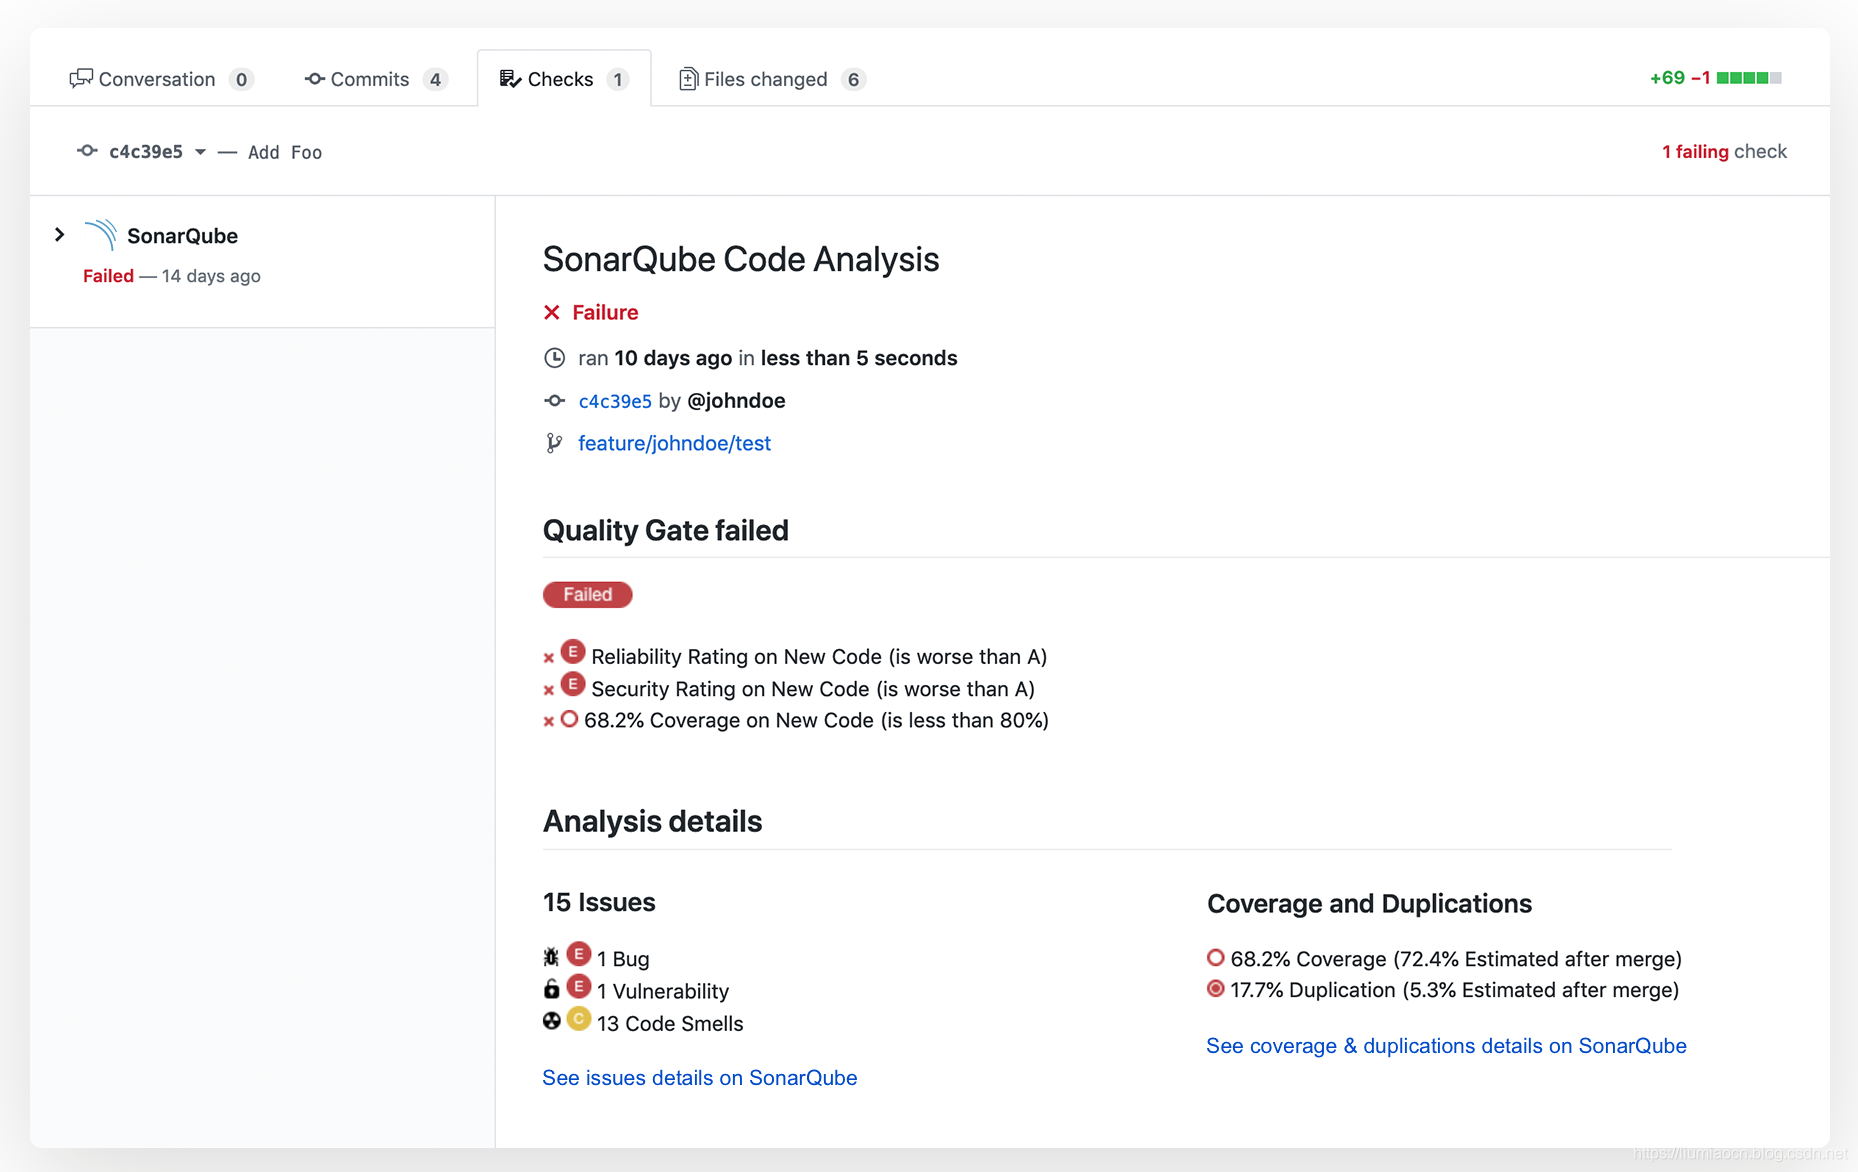 Conversation 0 Commits 4 Checks 1 Files changed 6 +69 −1
c4c39e5 — Add Foo 1 failing check
SonarQube
Failed — 14 days ago
SonarQube Code Analysis
Failure
ran 10 days ago in less than 5 seconds
c4c39e5 by @johndoe
feature/johndoe/test
Quality Gate failed
Failed
E Reliability Rating on New Code (is worse than A)
E Security Rating on New Code (is worse than A)
68.2% Coverage on New Code (is less than 80%)
Analysis details
15 Issues
E 1 Bug
E 1 Vulnerability
C 13 Code Smells
See issues details on SonarQube
Coverage and Duplications
68.2% Coverage (72.4% Estimated after merge)
17.7% Duplication (5.3% Estimated after merge)
See coverage & duplications details on SonarQube
https://liumiaocn.blog.csdn.net